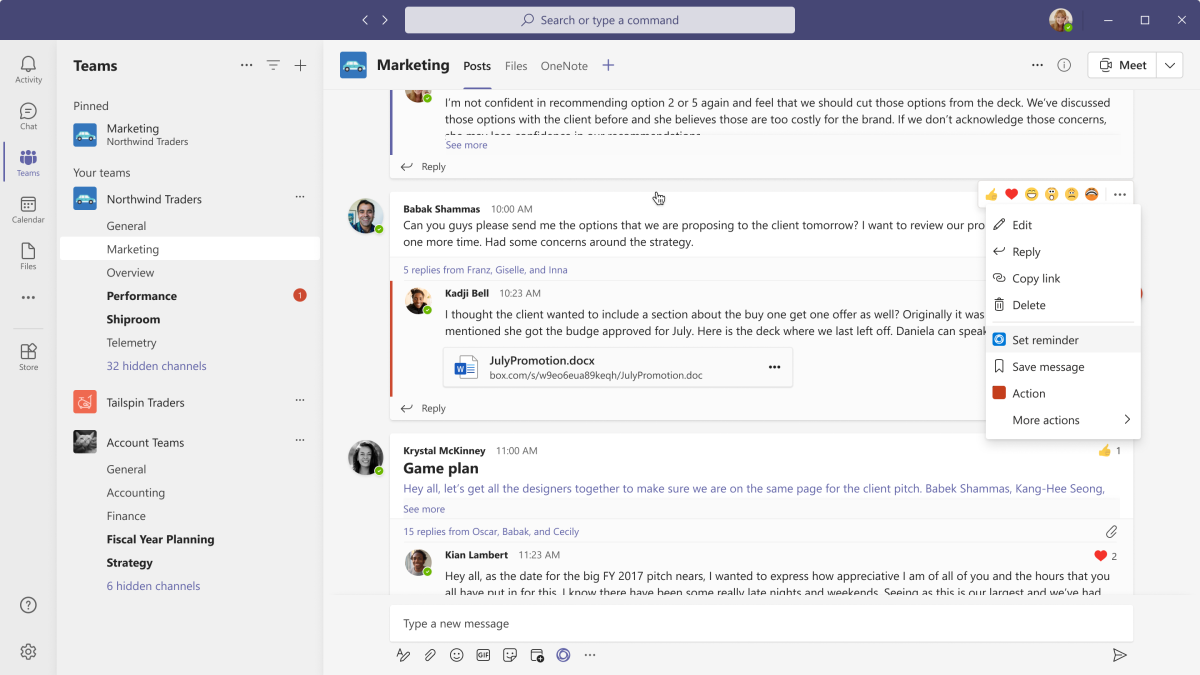 Search or type a command
Activity
Chat
Teams
Calendar
Files
Store
Teams
Pinned
Marketing
Northwind Traders
Your teams
Northwind Traders
General
Marketing
Overview
Performance
1
Shiproom
Telemetry
32 hidden channels
Tailspin Traders
Account Teams
General
Accounting
Finance
Fiscal Year Planning
Strategy
6 hidden channels
Marketing
Posts
Files
OneNote
Meet
I'm not confident in recommending option 2 or 5 again and feel that we should cut those options from the deck. We've discussed
those options with the client before and she believes those are too costly for the brand. If we don't acknowledge those concerns,
she may lose confidence in our recommendations
See more
Reply
Babak Shammas 10:00 AM
Can you guys please send me the options that we are proposing to the client tomorrow? I want to review our pro
one more time. Had some concerns around the strategy.
5 replies from Franz, Giselle, and Inna
Kadji Bell 10:23 AM
I thought the client wanted to include a section about the buy one get one offer as well? Originally it was
mentioned she got the budge approved for July. Here is the deck where we last left off. Daniela can speak
JulyPromotion.docx
box.com/s/w9eo6eua89keqh/JulyPromotion.doc
Reply
Edit
Reply
Copy link
Delete
Set reminder
Save message
Action
More actions
Krystal McKinney 11:00 AM
1
Game plan
Hey all, let's get all the designers together to make sure we are on the same page for the client pitch. Babek Shammas, Kang-Hee Seong,
See more
15 replies from Oscar, Babak, and Cecily
Kian Lambert 11:23 AM
2
Hey all, as the date for the big FY 2017 pitch nears, I wanted to express how appreciative I am of all of you and the hours that you
all have put in for this. I know there have been some really late nights and weekends. Seeing as this is our largest and we've had
Type a new message
GIF